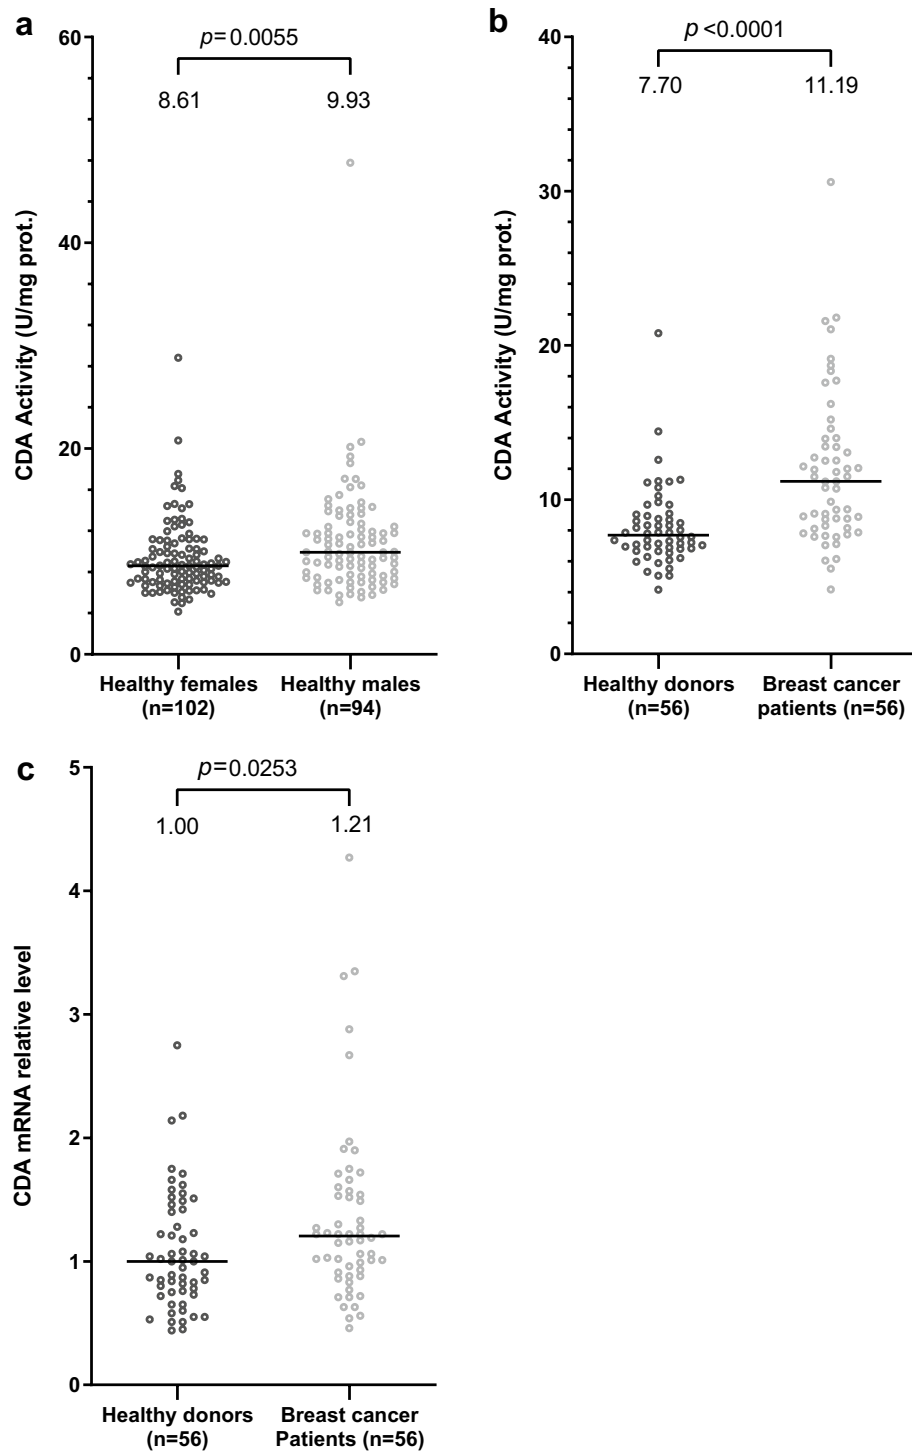 a
p=0.0055
8.61
9.93
CDA Activity (U/mg prot.)
60
40
20
0
Healthy females
(n=102)
Healthy males
(n=94)
b
p <0.0001
7.70
11.19
CDA Activity (U/mg prot.)
40
30
20
10
0
Healthy donors
(n=56)
Breast cancer
patients (n=56)
c
p=0.0253
1.00
1.21
CDA mRNA relative level
5
4
3
2
1
0
Healthy donors
(n=56)
Breast cancer
Patients (n=56)